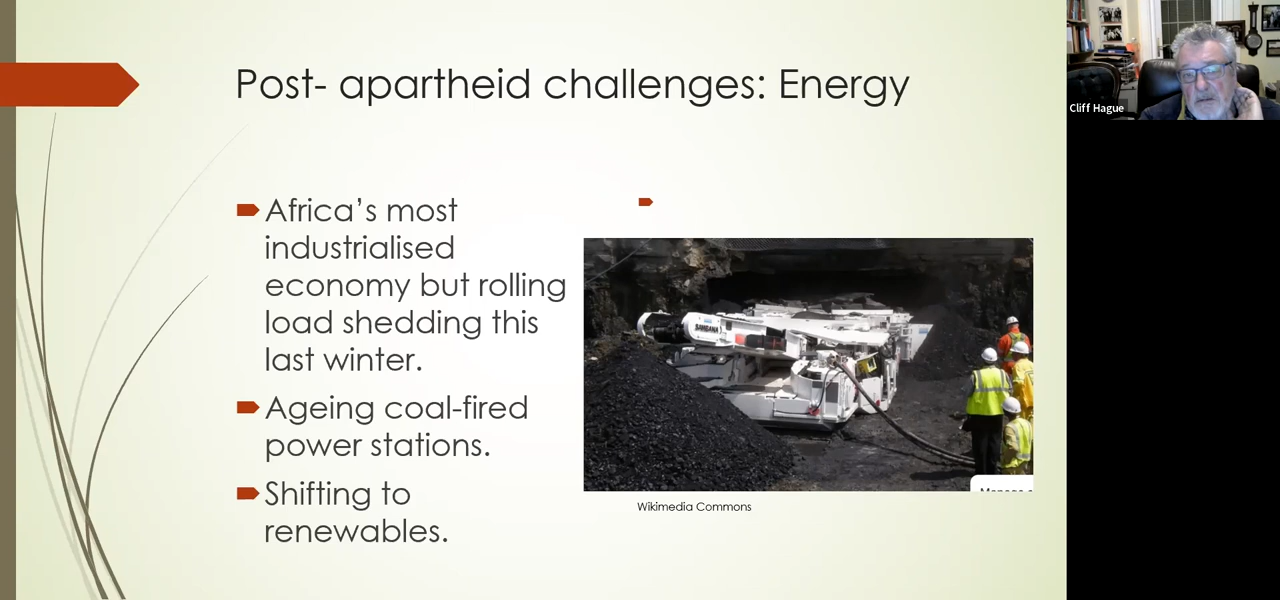 Post- apartheid challenges: Energy
Africa's most
industrialised
economy but rolling
load shedding this
last winter.
Ageing coal-fired
power stations.
Shifting to
renewables.
Wikimedia Commons
Cliff Hague